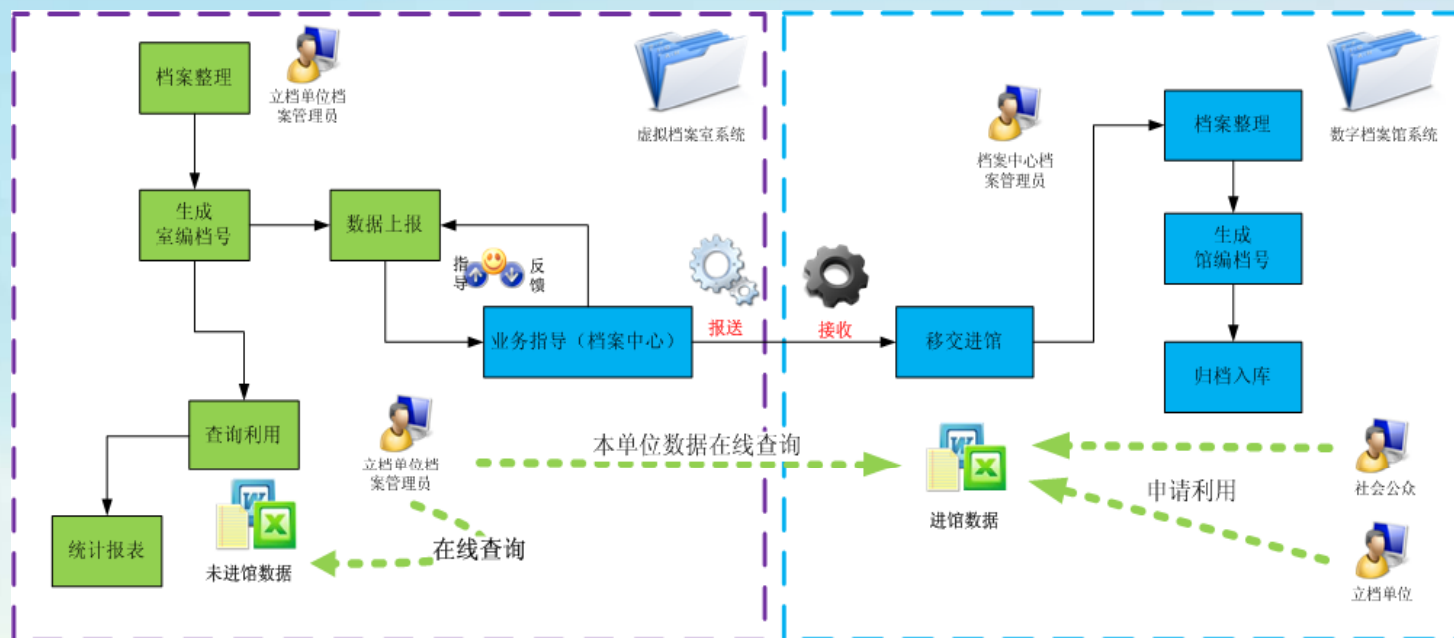 档案整理
立档单位档
案管理员
虚拟档案室系统
生成
室编档号
数据上报
指
导
反
馈
业务指导（档案中心）
报送
查询利用
统计报表
未进馆数据
立档单位档
案管理员
在线查询
本单位数据在线查询
档案中心档
案管理员
档案整理
数字档案馆系统
生成
馆编档号
接收
移交进馆
归档入库
进馆数据
申请利用
社会公众
立档单位